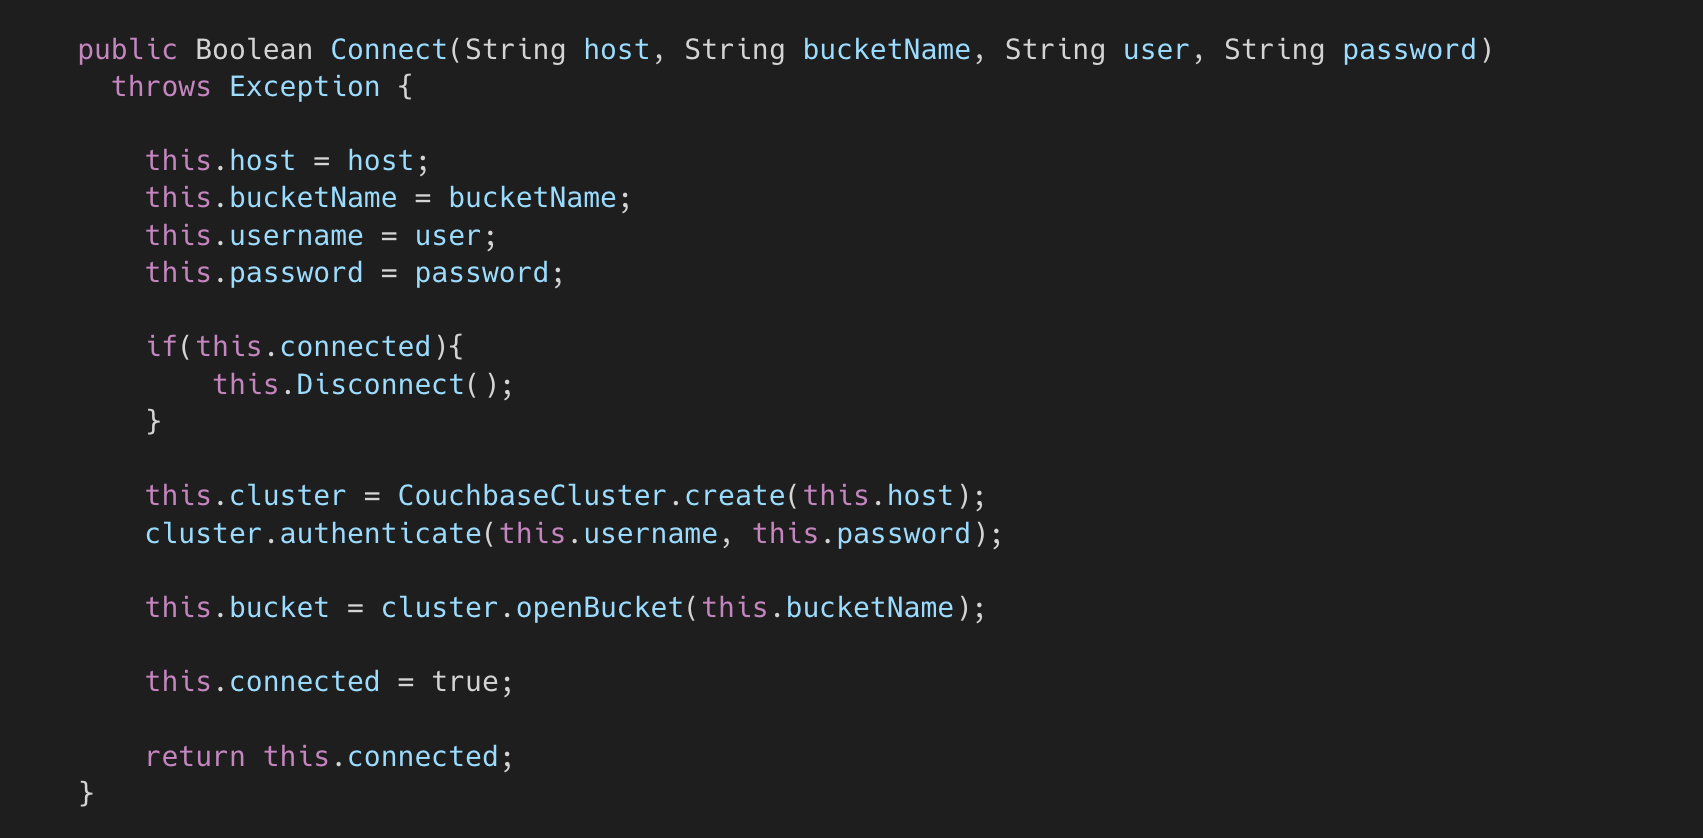 public Boolean Connect(String host, String bucketName, String user, String password)
throws Exception {
this.host = host;
this.bucketName = bucketName;
this.username = user;
this.password = password;
if(this.connected){
this.Disconnect();
}
this.cluster = CouchbaseCluster.create(this.host);
cluster.authenticate(this.username, this.password);
this.bucket = cluster.openBucket(this.bucketName);
this.connected = true;
return this.connected;
}